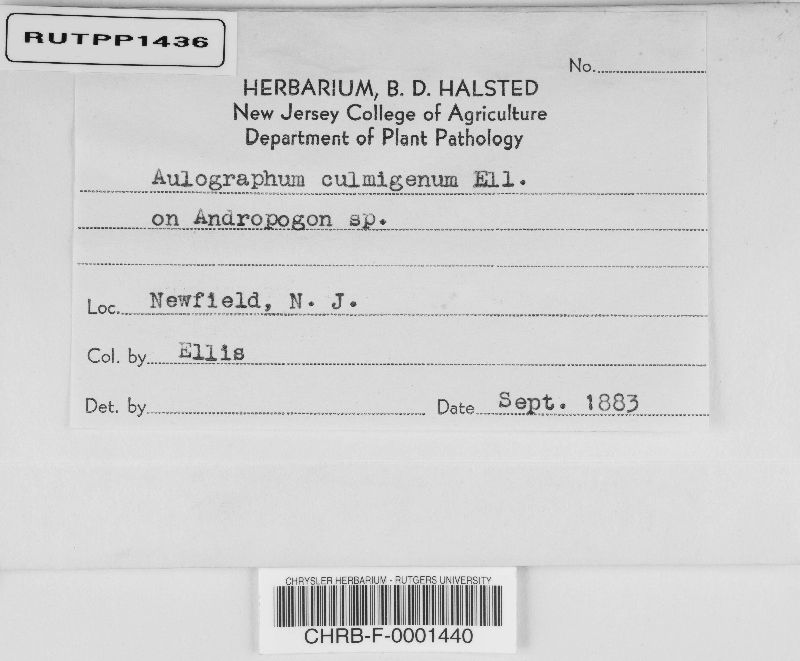 RUTPP1436
No.
HERBARIUM, B. D. HALSTED
New Jersey College of Agriculture
Department of Plant Pathology
Aulographum culmigenum Ell.
on Andropogon sp.
Loc. Newfield, N. J.
Col. by Ellis
Det. by Date Sept. 1883
CHRYSLER HERBARIUM - RUTGERS UNIVERSITY
CHRB-F-0001440